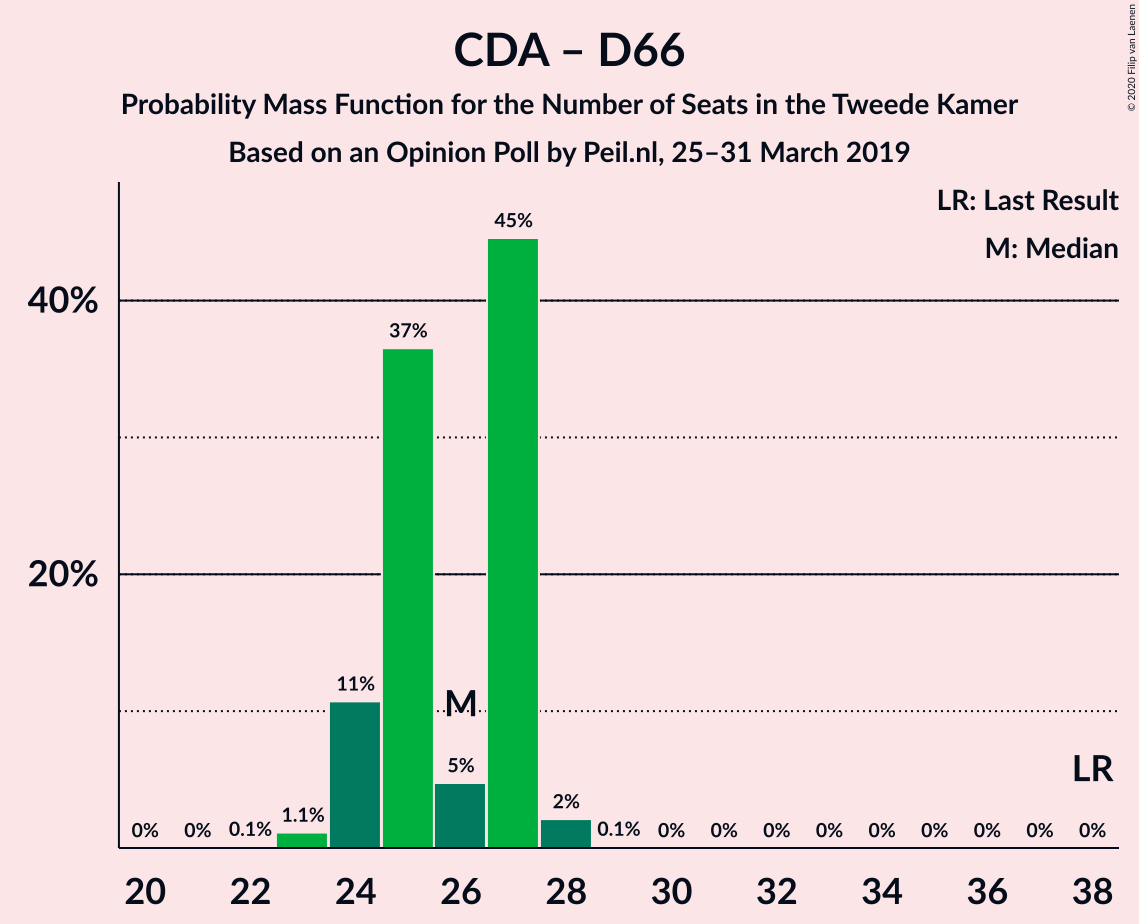 CDA – D66
Probability Mass Function for the Number of Seats in the Tweede Kamer
Based on an Opinion Poll by Peil.nl, 25–31 March 2019
© 2020 Filip van Laenen
LR: Last Result
M: Median
45%
40%
37%
20%
11%
M
5%
LR
2%
1.1%
0% 0% 0.1% 0.1% 0% 0% 0% 0% 0% 0% 0% 0% 0%
20 22 24 26 28 30 32 34 36 38